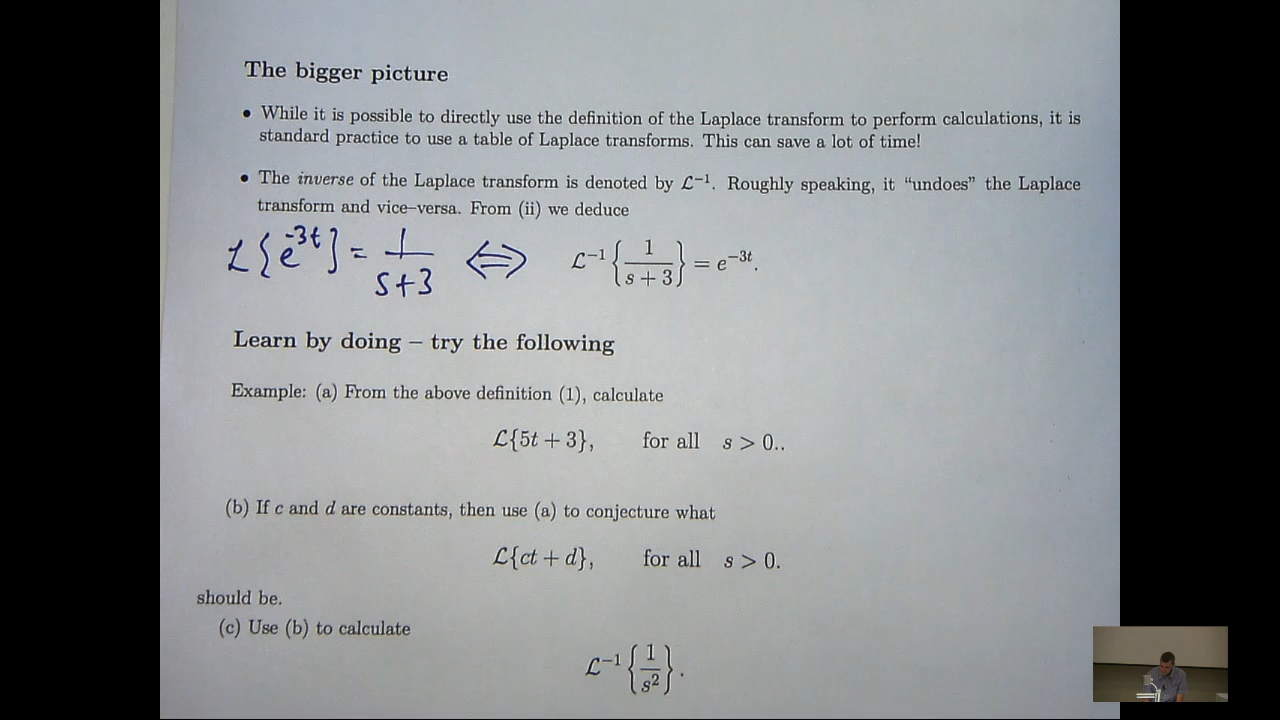 The bigger picture
• While it is possible to directly use the definition of the Laplace transform to perform calculations, it is
standard practice to use a table of Laplace transforms. This can save a lot of time!
• The inverse of the Laplace transform is denoted by ℒ⁻¹. Roughly speaking, it “undoes” the Laplace
transform and vice–versa. From (ii) we deduce
ℒ{e^{-3t}} = 1/(s+3) ⟺ ℒ⁻¹{1/(s + 3)} = e^{−3t}.
Learn by doing – try the following
Example: (a) From the above definition (1), calculate
ℒ{5t + 3}, for all s > 0..
(b) If c and d are constants, then use (a) to conjecture what
ℒ{ct + d}, for all s > 0.
should be.
(c) Use (b) to calculate
ℒ⁻¹{1/s²}.